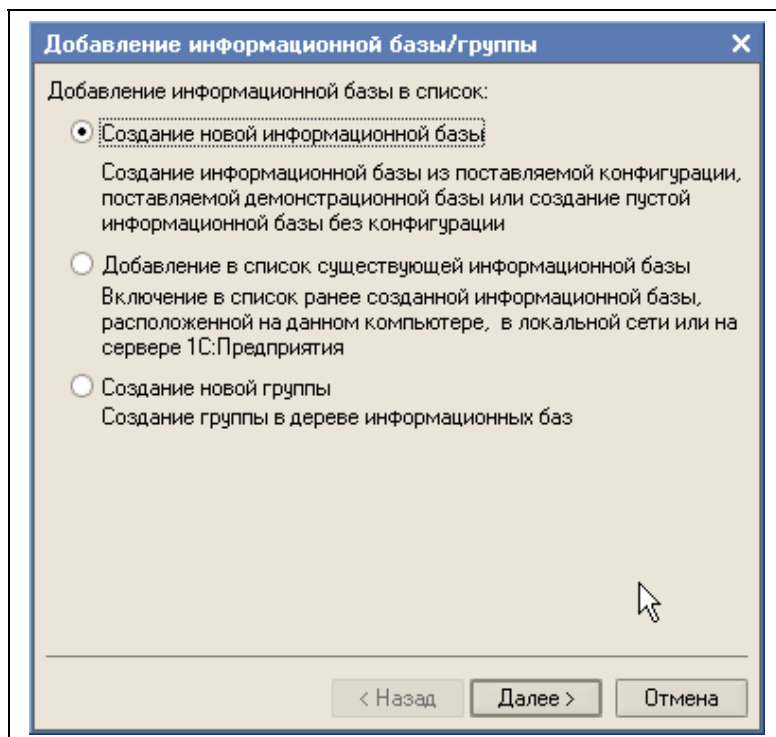 Добавление информационной базы/группы
Добавление информационной базы в список:
Создание новой информационной базы
Создание информационной базы из поставляемой конфигурации,
поставляемой демонстрационной базы или создание пустой
информационной базы без конфигурации
Добавление в список существующей информационной базы
Включение в список ранее созданной информационной базы,
расположенной на данном компьютере, в локальной сети или на
сервере 1С:Предприятия
Создание новой группы
Создание группы в дереве информационных баз
< Назад Далее > Отмена